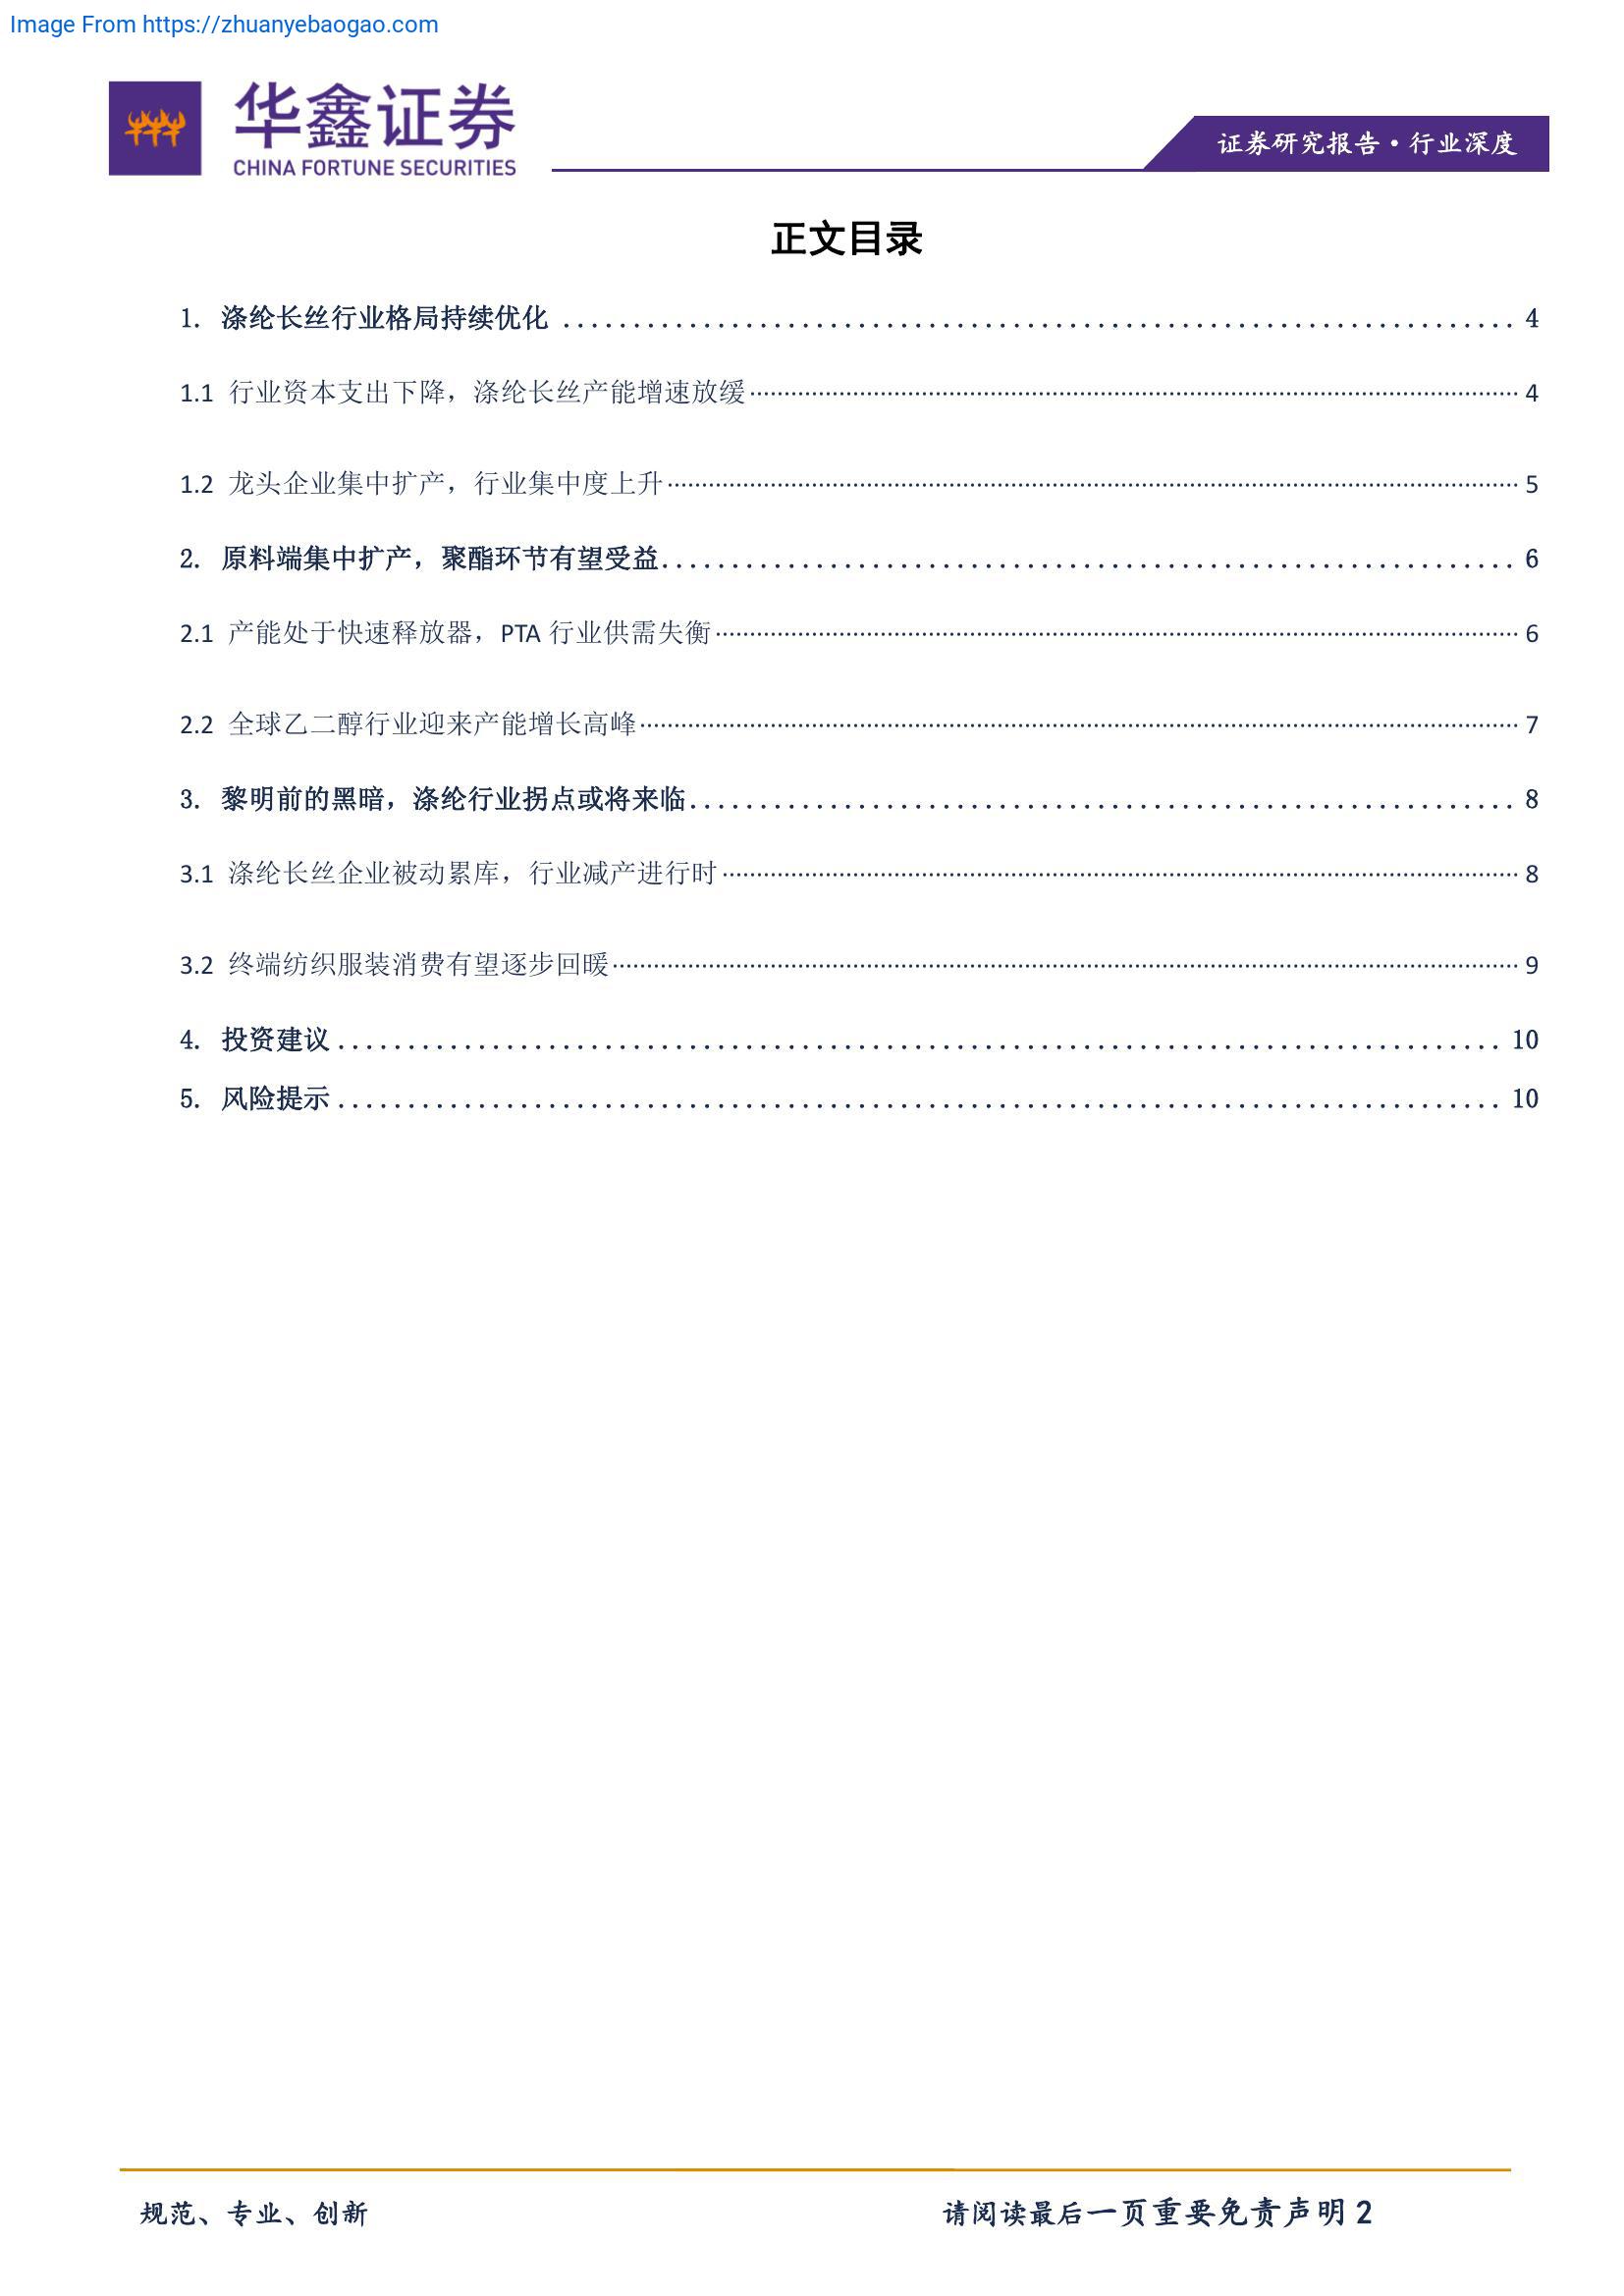 Image From https://zhuanyebaogao.com
华鑫证券
CHINA FORTUNE SECURITIES
证券研究报告·行业深度
正文目录
1. 涤纶长丝行业格局持续优化 .................................................................... 4
1.1 行业资本支出下降，涤纶长丝产能增速放缓.................................................................... 4
1.2 龙头企业集中扩产，行业集中度上升.................................................................... 5
2. 原料端集中扩产，聚酯环节有望受益.................................................................... 6
2.1 产能处于快速释放器，PTA 行业供需失衡.................................................................... 6
2.2 全球乙二醇行业迎来产能增长高峰.................................................................... 7
3. 黎明前的黑暗，涤纶行业拐点或将来临.................................................................... 8
3.1 涤纶长丝企业被动累库，行业减产进行时.................................................................... 8
3.2 终端纺织服装消费有望逐步回暖.................................................................... 9
4. 投资建议.................................................................... 10
5. 风险提示.................................................................... 10
规范、专业、创新
请阅读最后一页重要免责声明 2